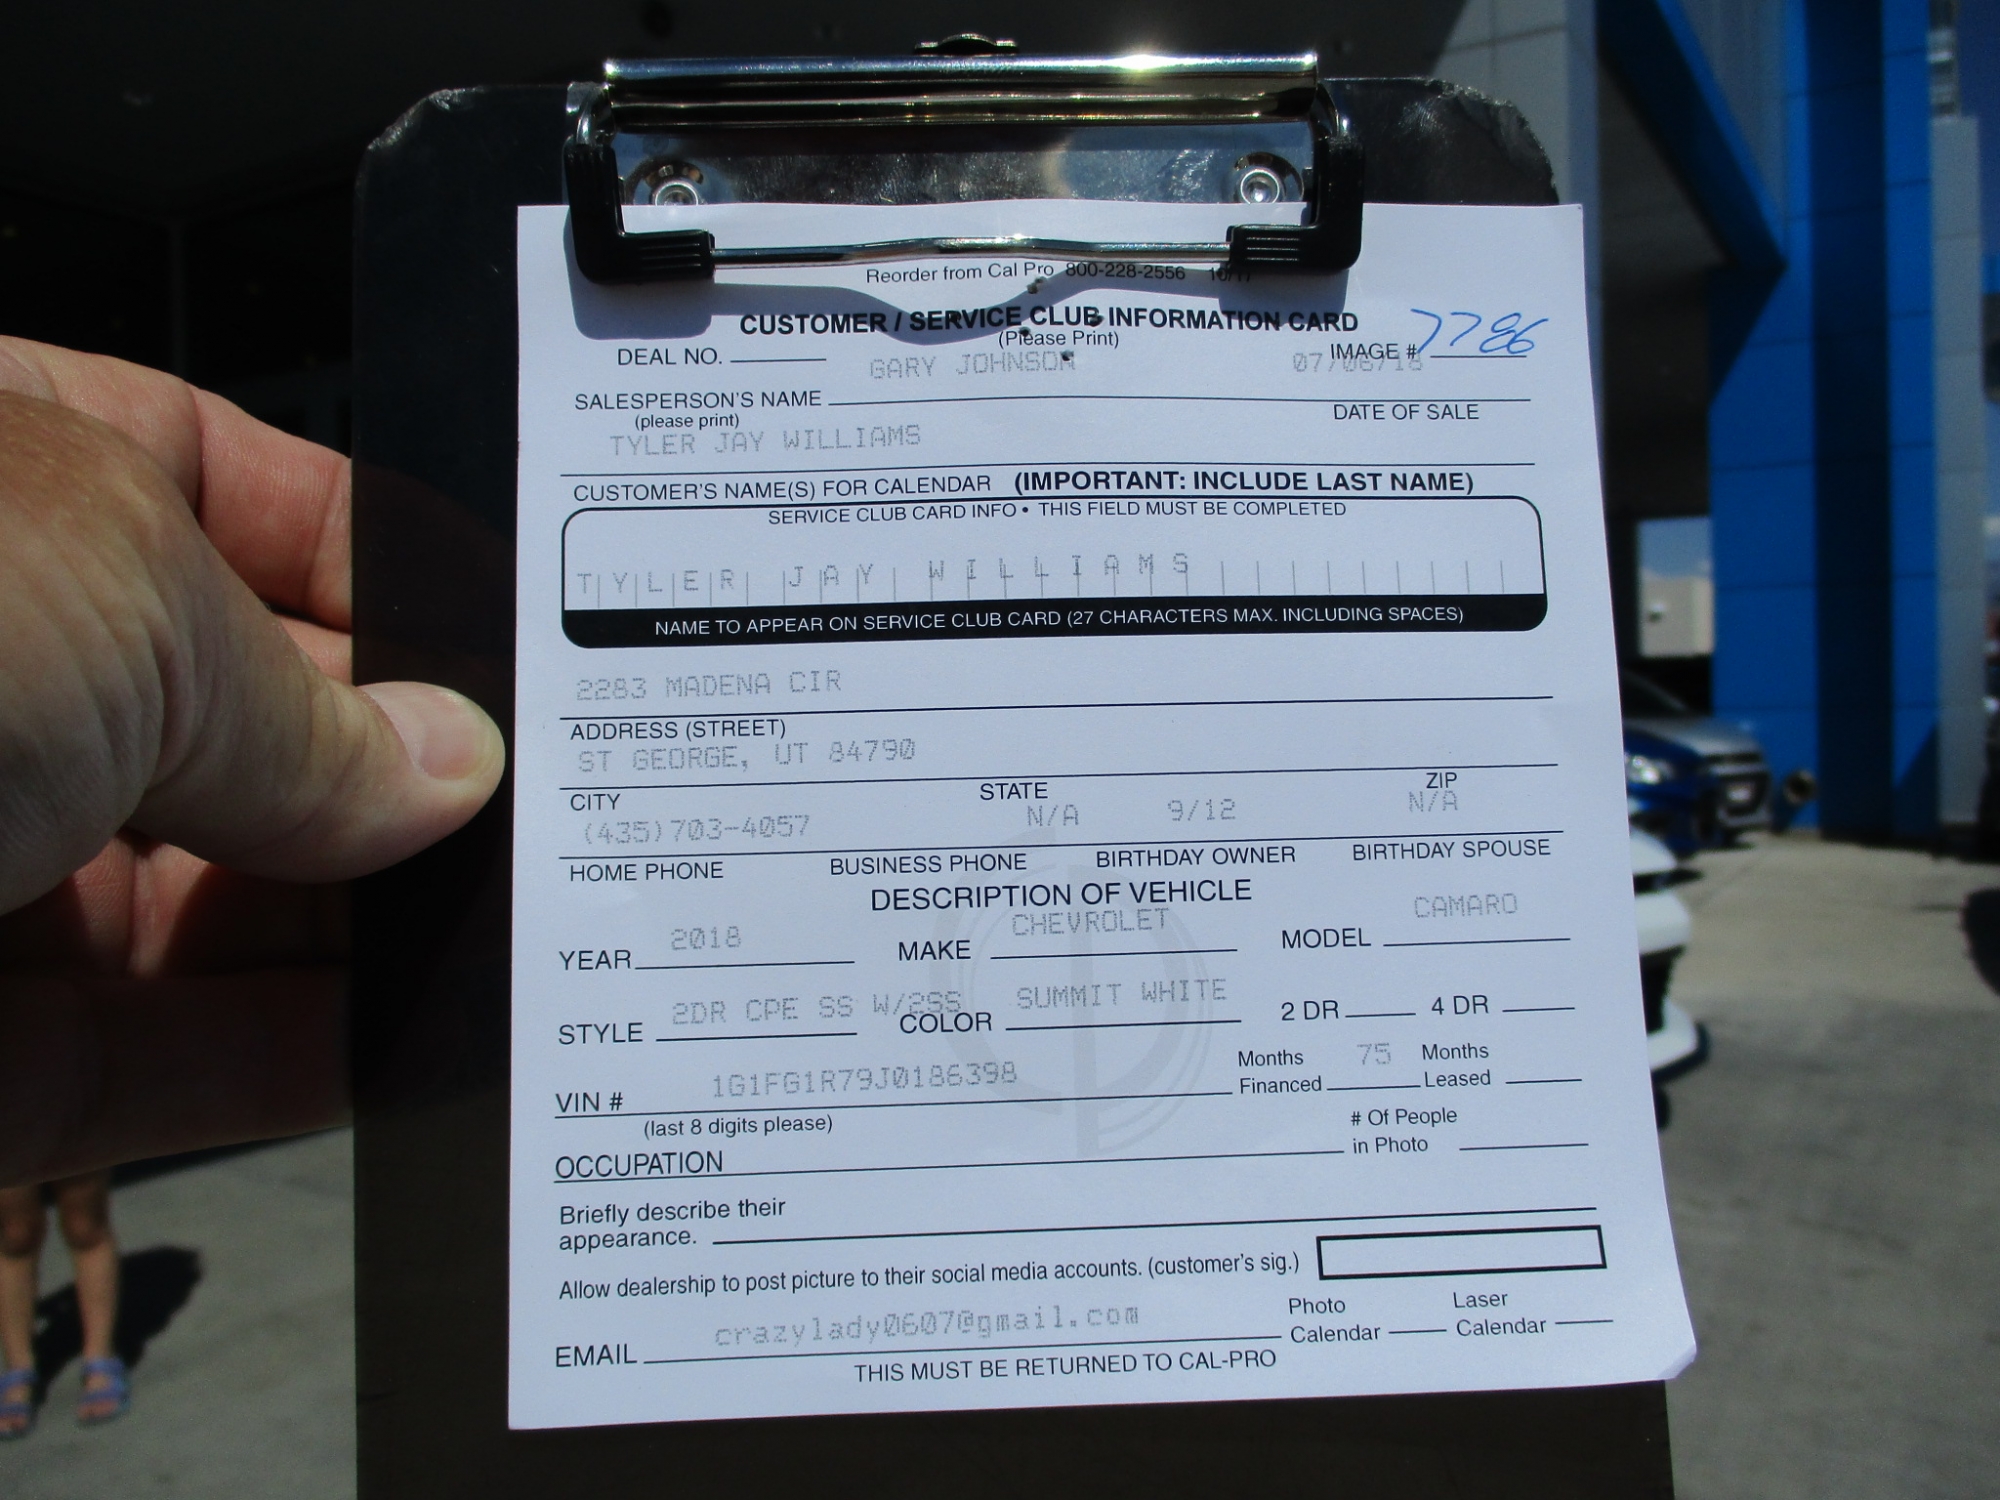 Reorder from Cal Pro 800-228-2556 10/17
CUSTOMER / SERVICE CLUB INFORMATION CARD
(Please Print)
DEAL NO. IMAGE # 7786
GARY JOHNSON 07/06/18
SALESPERSON'S NAME
(please print) DATE OF SALE
TYLER JAY WILLIAMS
CUSTOMER'S NAME(S) FOR CALENDAR (IMPORTANT: INCLUDE LAST NAME)
SERVICE CLUB CARD INFO • THIS FIELD MUST BE COMPLETED
TYLER JAY WILLIAMS
NAME TO APPEAR ON SERVICE CLUB CARD (27 CHARACTERS MAX. INCLUDING SPACES)
2283 MADENA CIR
ADDRESS (STREET)
ST GEORGE, UT 84790
CITY STATE ZIP
(435)703-4057 N/A 9/12 N/A
HOME PHONE BUSINESS PHONE BIRTHDAY OWNER BIRTHDAY SPOUSE
DESCRIPTION OF VEHICLE
YEAR 2018 MAKE CHEVROLET MODEL CAMARO
STYLE 2DR CPE SS W/2SS COLOR SUMMIT WHITE 2 DR 4 DR
VIN # 1G1FG1R79J0186398 Months Financed 75 Months Leased
(last 8 digits please)
OCCUPATION # Of People in Photo
Briefly describe their
appearance.
Allow dealership to post picture to their social media accounts. (customer's sig.)
EMAIL crazylady0607@gmail.com Photo Calendar Laser Calendar
THIS MUST BE RETURNED TO CAL-PRO